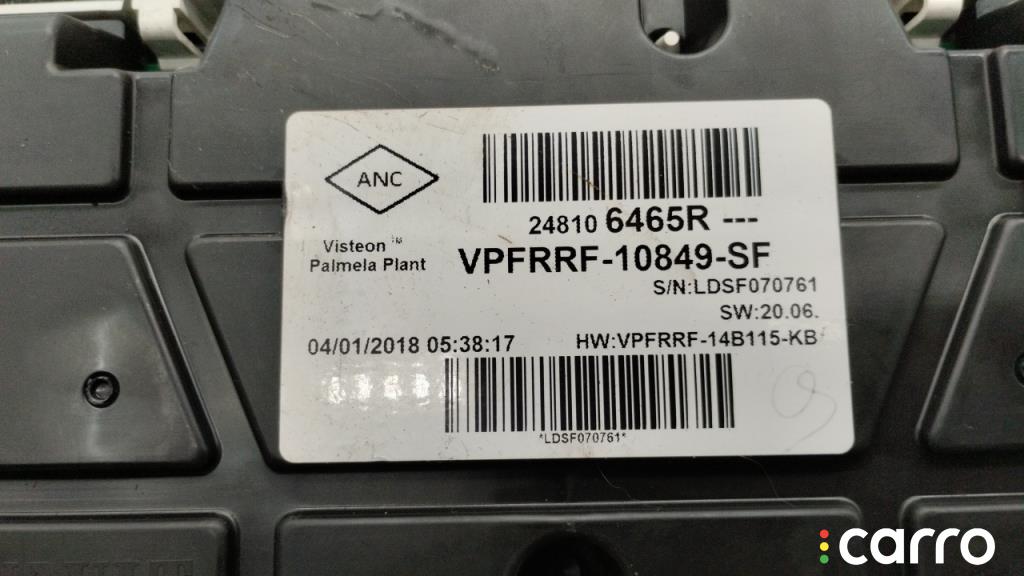 ANC
24810 6465R ---
Visteon™
Palmela Plant
VPFRRF-10849-SF
S/N:LDSF070761
SW:20.06.
04/01/2018 05:38:17
HW:VPFRRF-14B115-KB
*LDSF070761*
carro